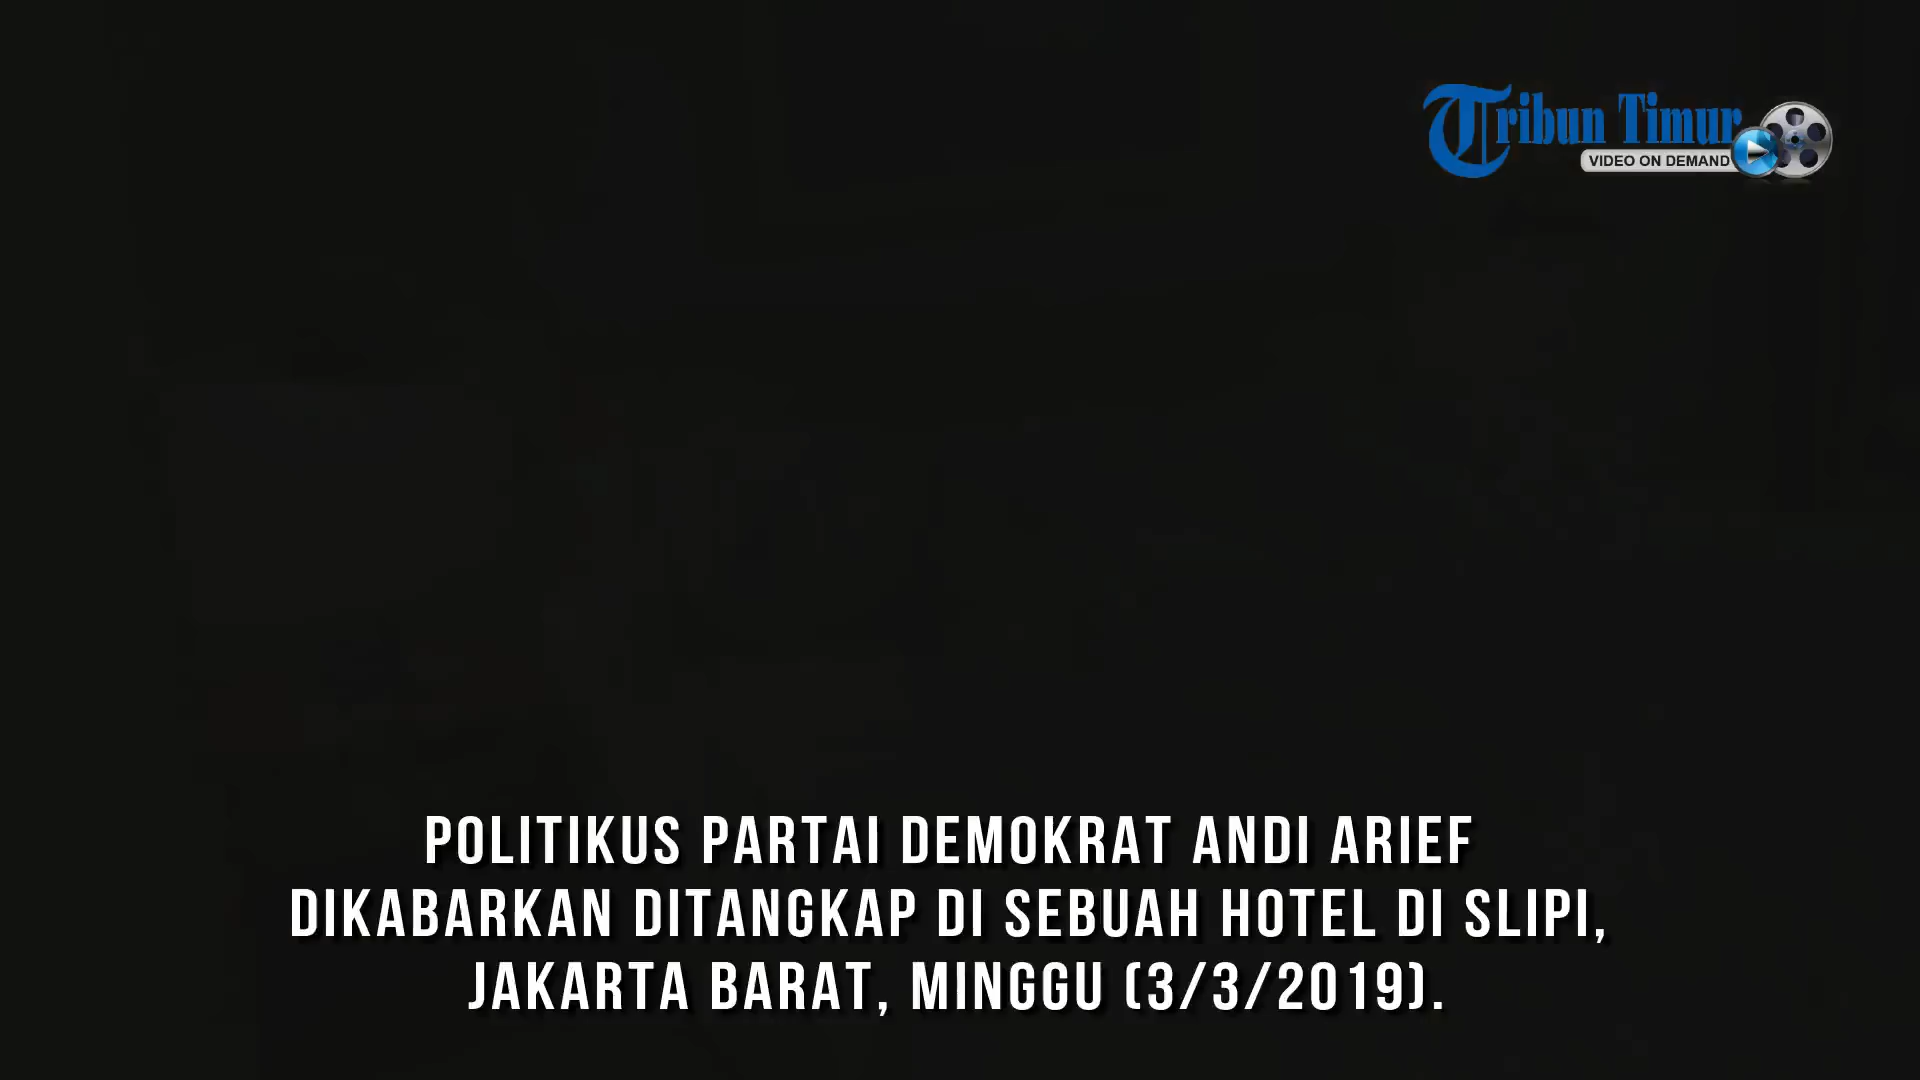 Tribun Timur
VIDEO ON DEMAND
POLITIKUS PARTAI DEMOKRAT ANDI ARIEF
DIKABARKAN DITANGKAP DI SEBUAH HOTEL DI SLIPI,
JAKARTA BARAT, MINGGU (3/3/2019).